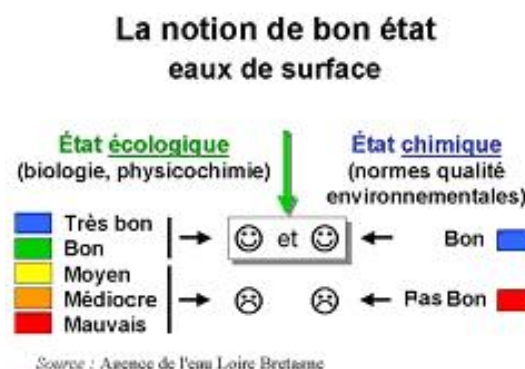 La notion de bon état
eaux de surface
État écologique
(biologie, physicochimie)
État chimique
(normes qualité
environnementales)
Très bon
Bon
Moyen
Médiocre
Mauvais
et
Bon
Pas Bon
Source : Agence de l'eau Loire Bretagne